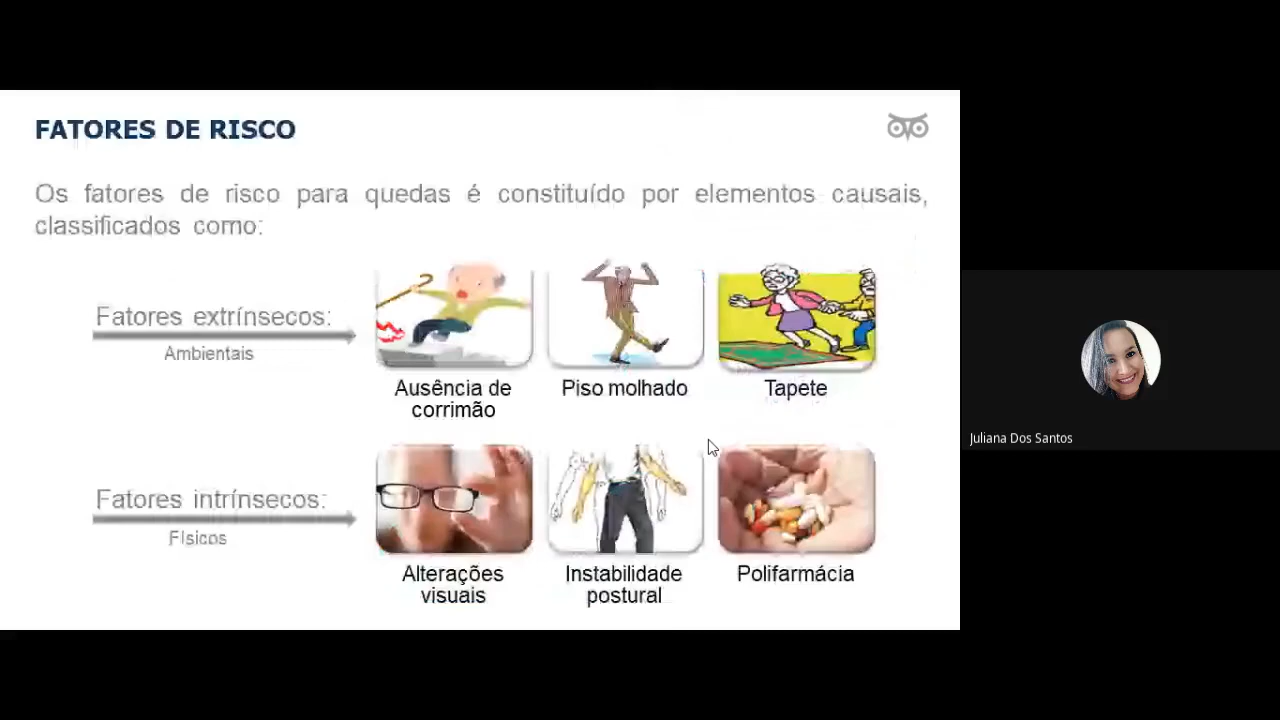 FATORES DE RISCO
Os fatores de risco para quedas é constituído por elementos causais,
classificados como:
Fatores extrínsecos:
Ambientais
Ausência de
corrimão
Piso molhado
Tapete
Fatores intrínsecos:
Físicos
Alterações
visuais
Instabilidade
postural
Polifarmácia
Juliana Dos Santos